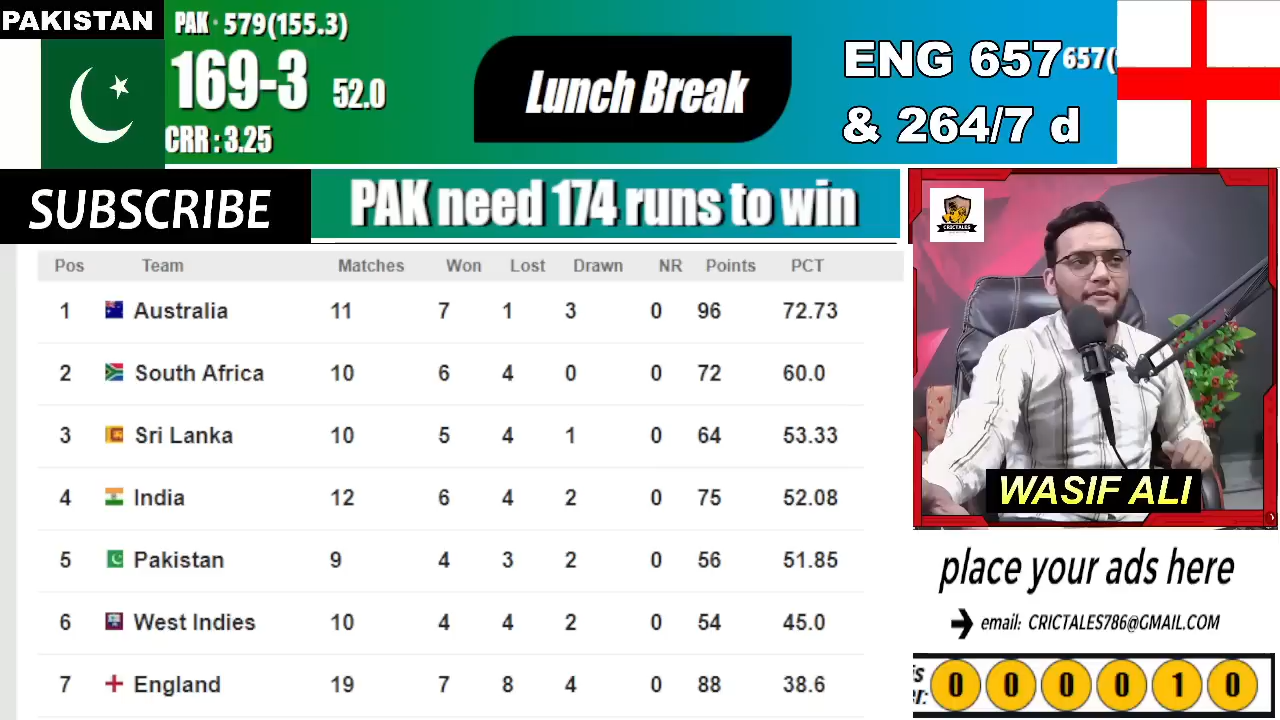 PAKISTAN
PAK · 579(155.3)
169-3 52.0
CRR : 3.25
Lunch Break
ENG 657 657(
& 264/7 d
SUBSCRIBE
PAK need 174 runs to win
CRICTALES
Pos Team Matches Won Lost Drawn NR Points PCT
1 Australia 11 7 1 3 0 96 72.73
2 South Africa 10 6 4 0 0 72 60.0
3 Sri Lanka 10 5 4 1 0 64 53.33
4 India 12 6 4 2 0 75 52.08
5 Pakistan 9 4 3 2 0 56 51.85
6 West Indies 10 4 4 2 0 54 45.0
7 England 19 7 8 4 0 88 38.6
WASIF ALI
place your ads here
email: CRICTALES786@GMAIL.COM
is
er: 0 0 0 0 1 0